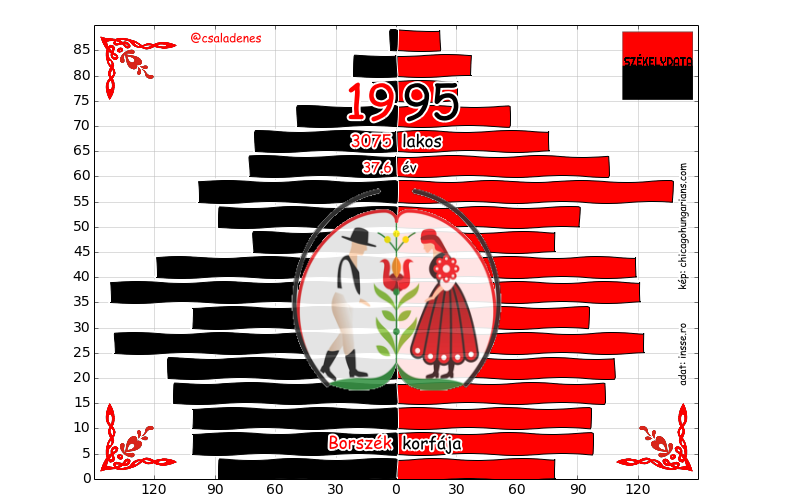 @csaladenes
SZÉKELYDATA
1995
3075 lakos
37.6 év
kép: chicagohungarians.com
adat: insse.ro
Borszék korfája
85
80
75
70
65
60
55
50
45
40
35
30
25
20
15
10
5
0
120 90 60 30 0 30 60 90 120